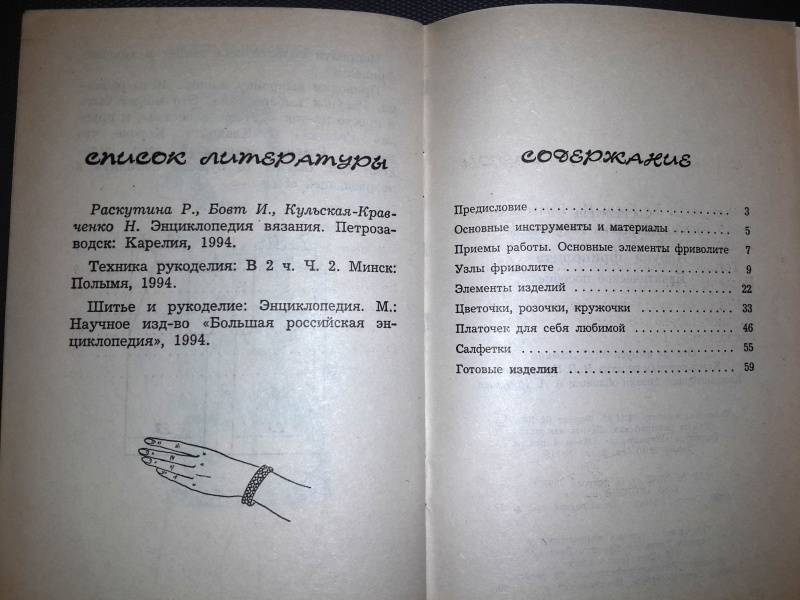 СПИСОК ЛИТЕРАТУРЫ
Раскутина Р., Бовт И., Кульская-Крав-
ченко Н. Энциклопедия вязания. Петроза-
водск: Карелия, 1994.
Техника рукоделия: В 2 ч. Ч. 2. Минск:
Полымя, 1994.
Шитье и рукоделие: Энциклопедия. М.:
Научное изд-во «Большая российская эн-
циклопедия», 1994.
СОДЕРЖАНИЕ
Предисловие . . . . . . . . . . . . . . . . . . . . . . . . . . . . 3
Основные инструменты и материалы . . . . . . . . 5
Приемы работы. Основные элементы фриволите 7
Узлы фриволите . . . . . . . . . . . . . . . . . . . . . . . . 9
Элементы изделий . . . . . . . . . . . . . . . . . . . . . . 22
Цветочки, розочки, кружочки . . . . . . . . . . . . . 33
Платочек для себя любимой . . . . . . . . . . . . . . . 46
Салфетки . . . . . . . . . . . . . . . . . . . . . . . . . . . . . . 55
Готовые изделия . . . . . . . . . . . . . . . . . . . . . . . . 59